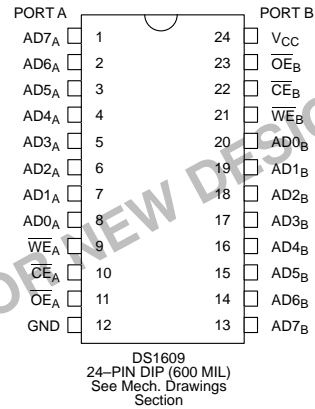 PORT A PORT B
AD7A 1 24 VCC
AD6A 2 23 OEB
AD5A 3 22 CEB
AD4A 4 21 WEB
AD3A 5 20 AD0B
AD2A 6 19 AD1B
AD1A 7 18 AD2B
AD0A 8 17 AD3B
WEA 9 16 AD4B
CEA 10 15 AD5B
OEA 11 14 AD6B
GND 12 13 AD7B
DS1609
24–PIN DIP (600 MIL)
See Mech. Drawings
Section
OR NEW DESIG